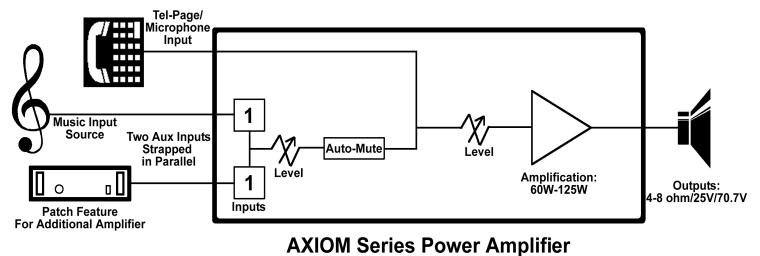 Tel-Page/
Microphone
Input
Music Input
Source
Two Aux Inputs
Strapped
in Parallel
1
1
Inputs
Level
Auto-Mute
Level
Amplification:
60W-125W
Outputs:
4-8 ohm/25V/70.7V
Patch Feature
For Additional Amplifier
AXIOM Series Power Amplifier